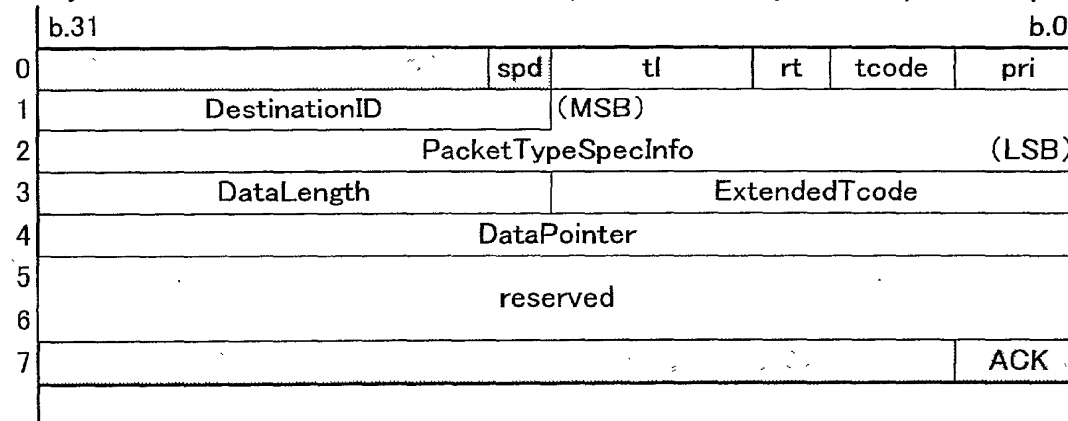 b.31 b.0
0 spd tl rt tcode pri
1 DestinationID (MSB)
2 PacketTypeSpecInfo (LSB)
3 DataLength ExtendedTcode
4 DataPointer
5
reserved
6
7 ACK